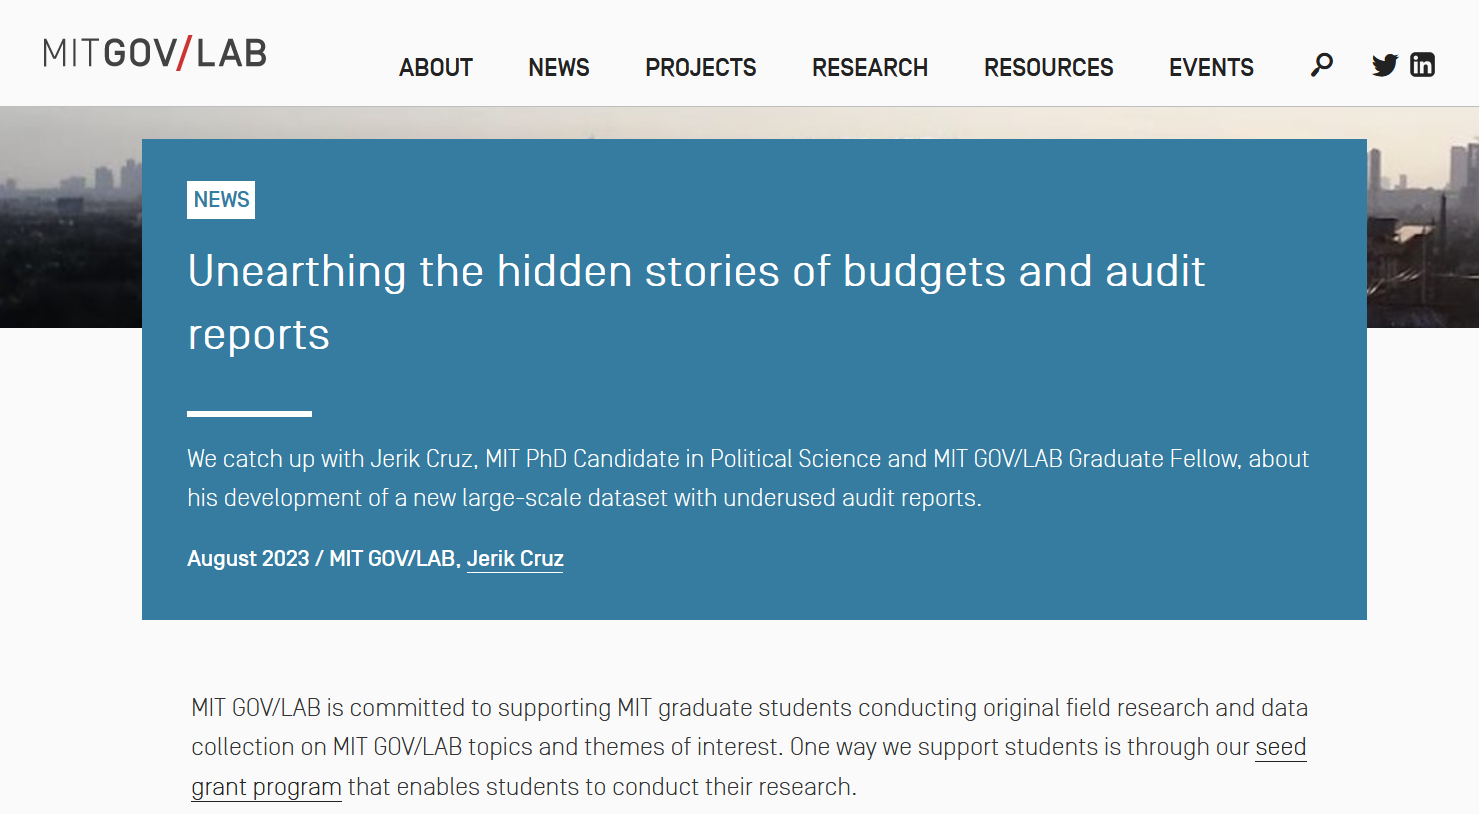 MITGOV/LAB
ABOUT NEWS PROJECTS RESEARCH RESOURCES EVENTS
NEWS
Unearthing the hidden stories of budgets and audit
reports
We catch up with Jerik Cruz, MIT PhD Candidate in Political Science and MIT GOV/LAB Graduate Fellow, about
his development of a new large-scale dataset with underused audit reports.
August 2023 / MIT GOV/LAB, Jerik Cruz
MIT GOV/LAB is committed to supporting MIT graduate students conducting original field research and data
collection on MIT GOV/LAB topics and themes of interest. One way we support students is through our seed
grant program that enables students to conduct their research.